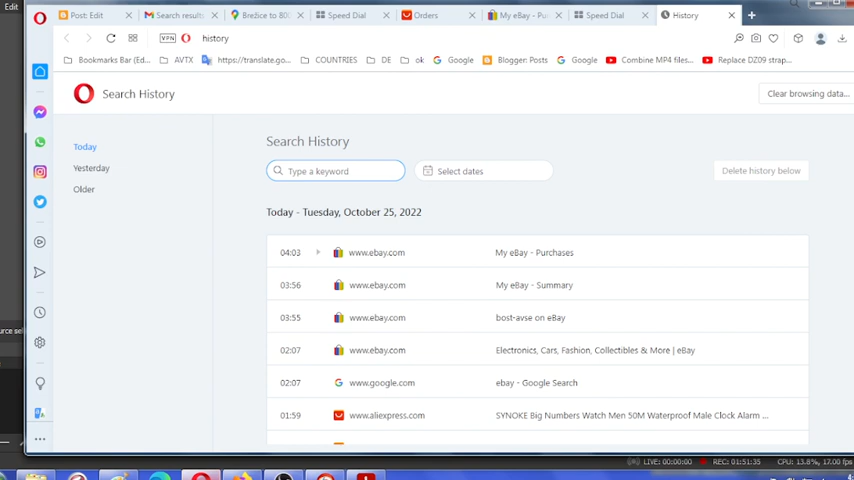 Edit
Post: Edit
Search results
Brežice to 800
Speed Dial
Orders
My eBay - Pur
Speed Dial
History
VPN
history
Bookmarks Bar (Ed...
AVTX
https://translate.go...
COUNTRIES
DE
ok
Google
Blogger: Posts
Google
Combine MP4 files...
Replace DZ09 strap...
Search History
Clear browsing data...
Today
Yesterday
Older
Search History
Type a keyword
Select dates
Delete history below
Today - Tuesday, October 25, 2022
04:03 www.ebay.com My eBay - Purchases
03:56 www.ebay.com My eBay - Summary
03:55 www.ebay.com bost-avse on eBay
02:07 www.ebay.com Electronics, Cars, Fashion, Collectibles & More | eBay
02:07 www.google.com ebay - Google Search
01:59 www.aliexpress.com SYNOKE Big Numbers Watch Men 50M Waterproof Male Clock Alarm ...
LIVE: 00:00:00 REC: 01:51:35 CPU: 13.8%, 17.00 fps